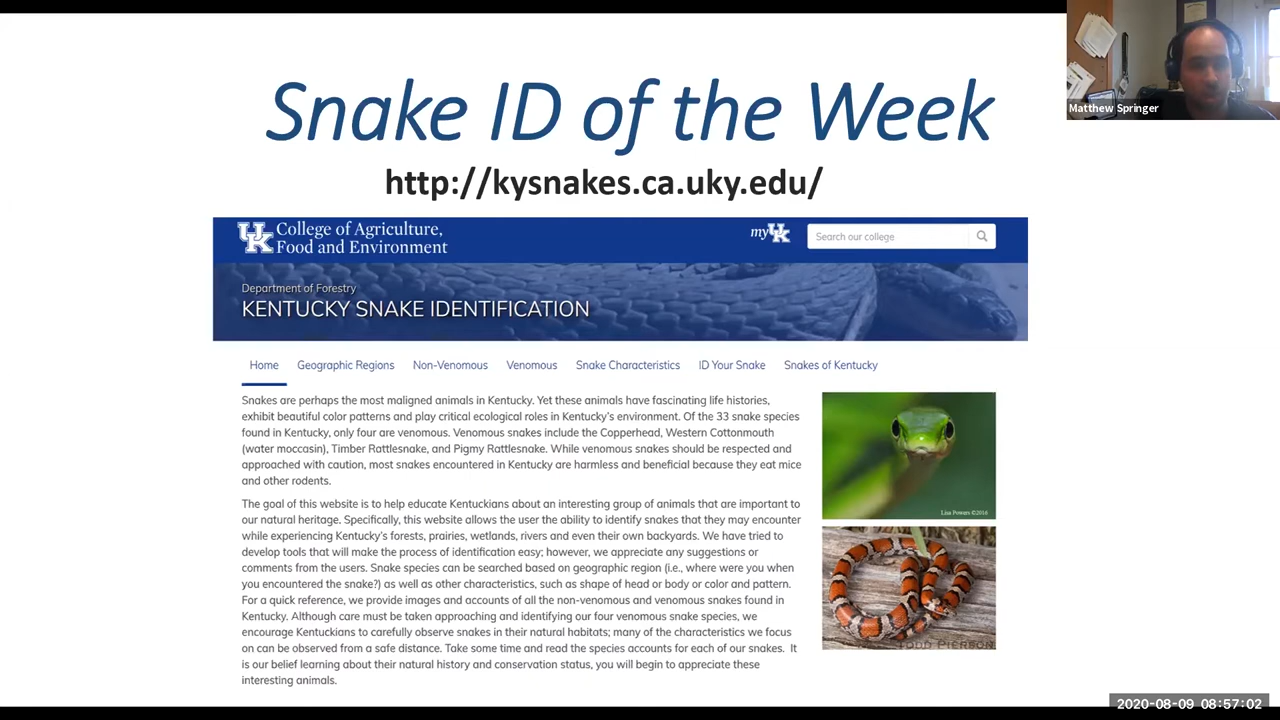 Snake ID of the Week
http://kysnakes.ca.uky.edu/
Matthew Springer
UK College of Agriculture,
Food and Environment
myUK
Search our college
Department of Forestry
KENTUCKY SNAKE IDENTIFICATION
Home Geographic Regions Non-Venomous Venomous Snake Characteristics ID Your Snake Snakes of Kentucky
Snakes are perhaps the most maligned animals in Kentucky. Yet these animals have fascinating life histories,
exhibit beautiful color patterns and play critical ecological roles in Kentucky's environment. Of the 33 snake species
found in Kentucky, only four are venomous. Venomous snakes include the Copperhead, Western Cottonmouth
(water moccasin), Timber Rattlesnake, and Pigmy Rattlesnake. While venomous snakes should be respected and
approached with caution, most snakes encountered in Kentucky are harmless and beneficial because they eat mice
and other rodents.
The goal of this website is to help educate Kentuckians about an interesting group of animals that are important to
our natural heritage. Specifically, this website allows the user the ability to identify snakes that they may encounter
while experiencing Kentucky's forests, prairies, wetlands, rivers and even their own backyards. We have tried to
develop tools that will make the process of identification easy; however, we appreciate any suggestions or
comments from the users. Snake species can be searched based on geographic region (i.e., where were you when
you encountered the snake?) as well as other characteristics, such as shape of head or body or color and pattern.
For a quick reference, we provide images and accounts of all the non-venomous and venomous snakes found in
Kentucky. Although care must be taken approaching and identifying our four venomous snake species, we
encourage Kentuckians to carefully observe snakes in their natural habitats; many of the characteristics we focus
on can be observed from a safe distance. Take some time and read the species accounts for each of our snakes. It
is our belief learning about their natural history and conservation status, you will begin to appreciate these
interesting animals.
Lisa Powers ©2016
TODD PIERSON
2020-08-09 08:57:02